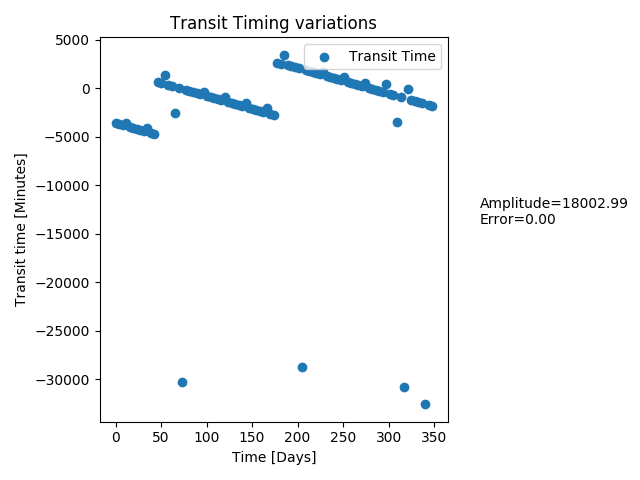 Transit Timing variations
Transit Time
Transit time [Minutes]
5000
0
−5000
−10000
−15000
−20000
−25000
−30000
0 50 100 150 200 250 300 350
Time [Days]
Amplitude=18002.99
Error=0.00